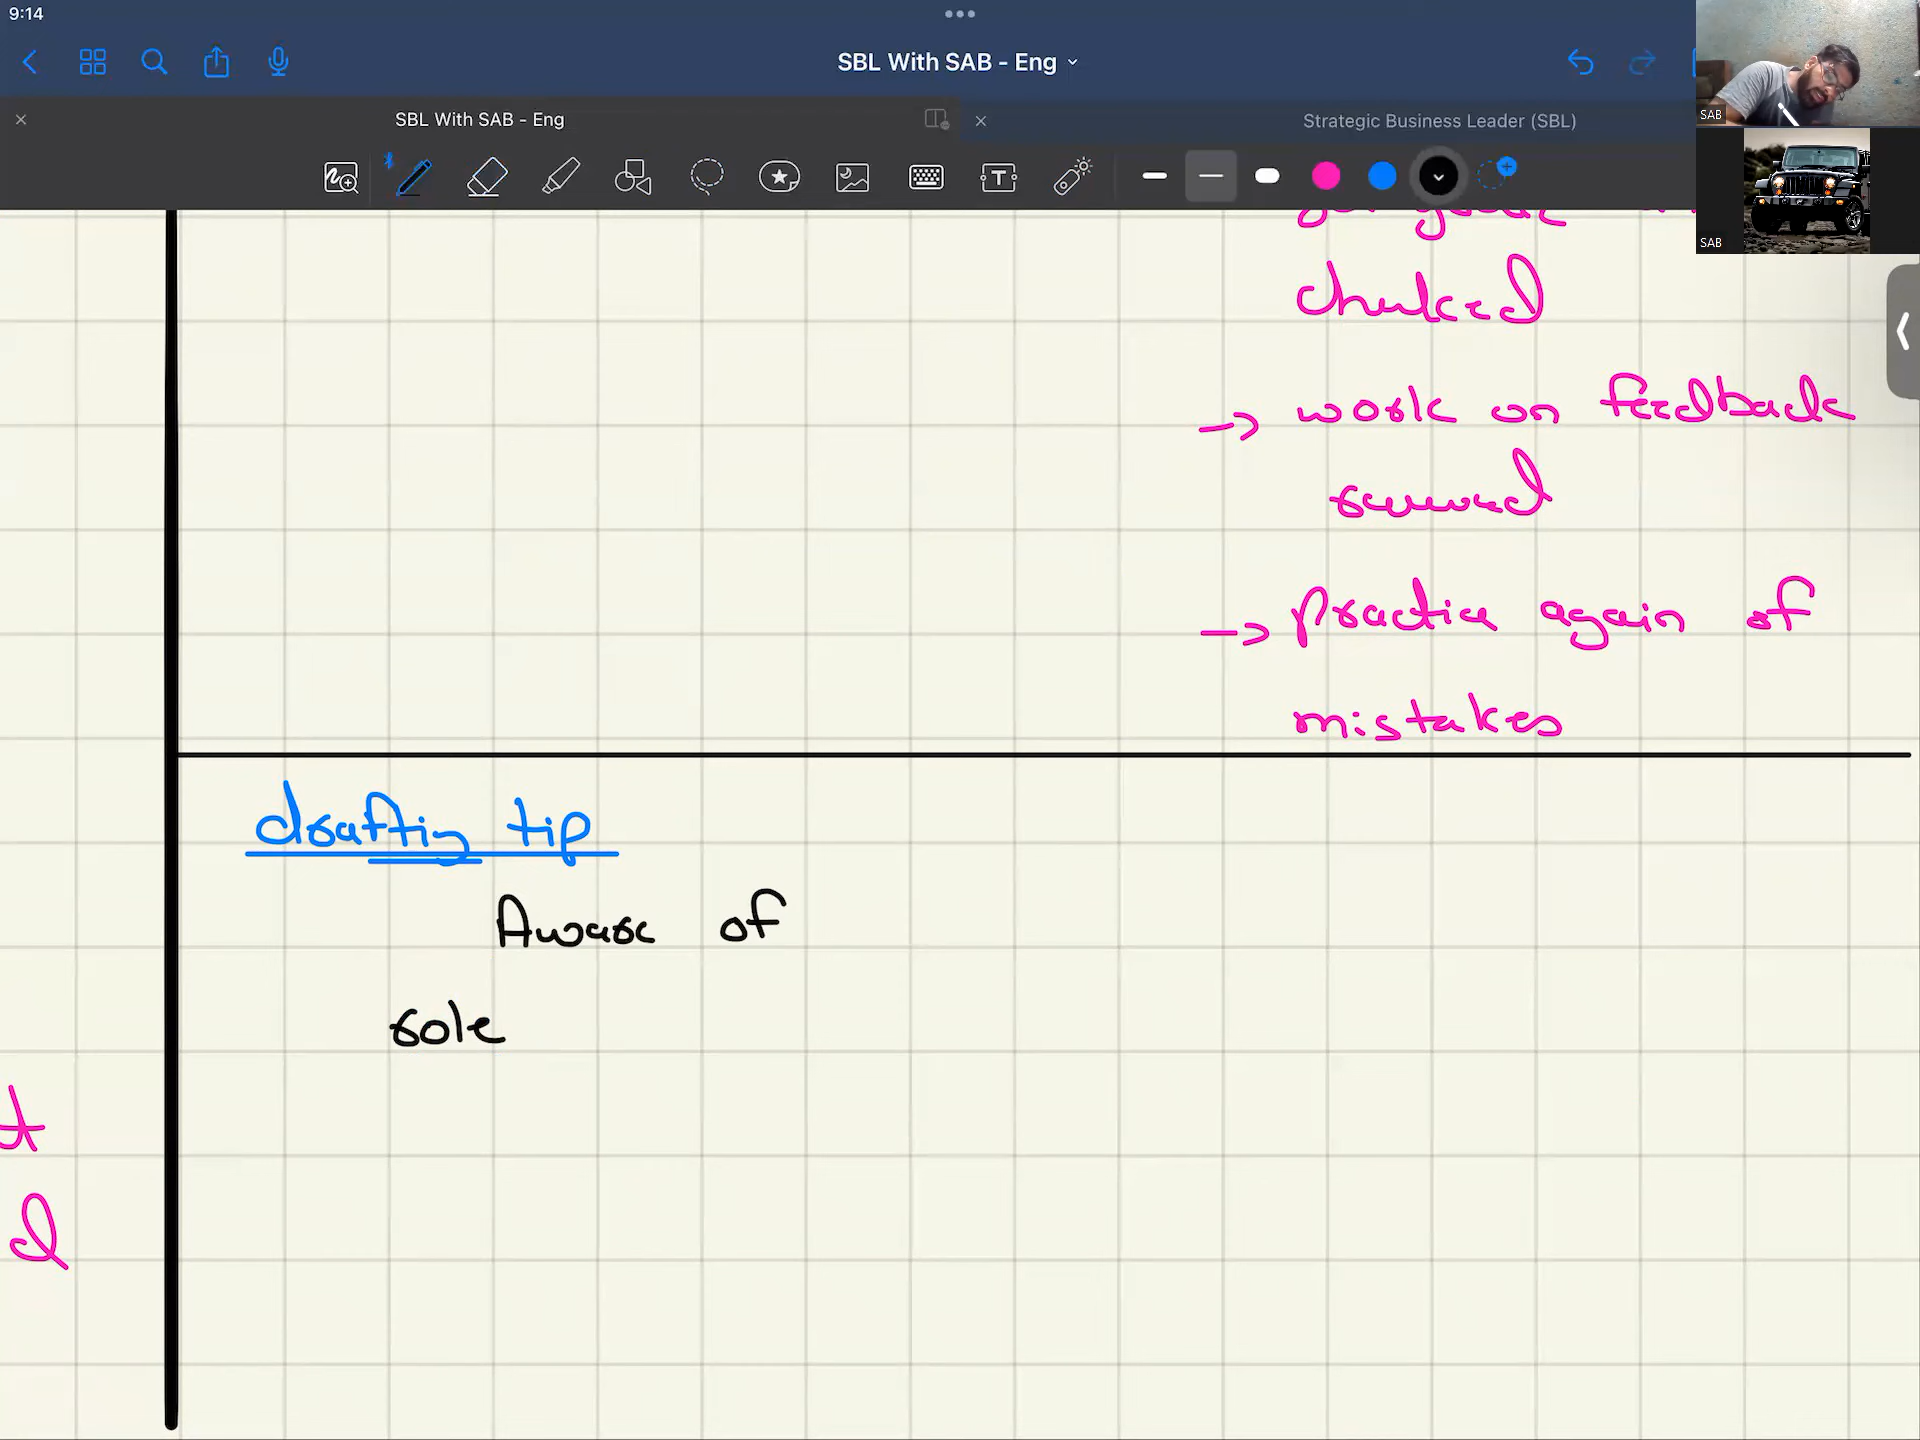 9:14
SBL With SAB - Eng
SBL With SAB - Eng
Strategic Business Leader (SBL)
SAB
SAB
checked
-> work on feedback
received
-> practice again of
mistakes
drafting tip
Aware of
role